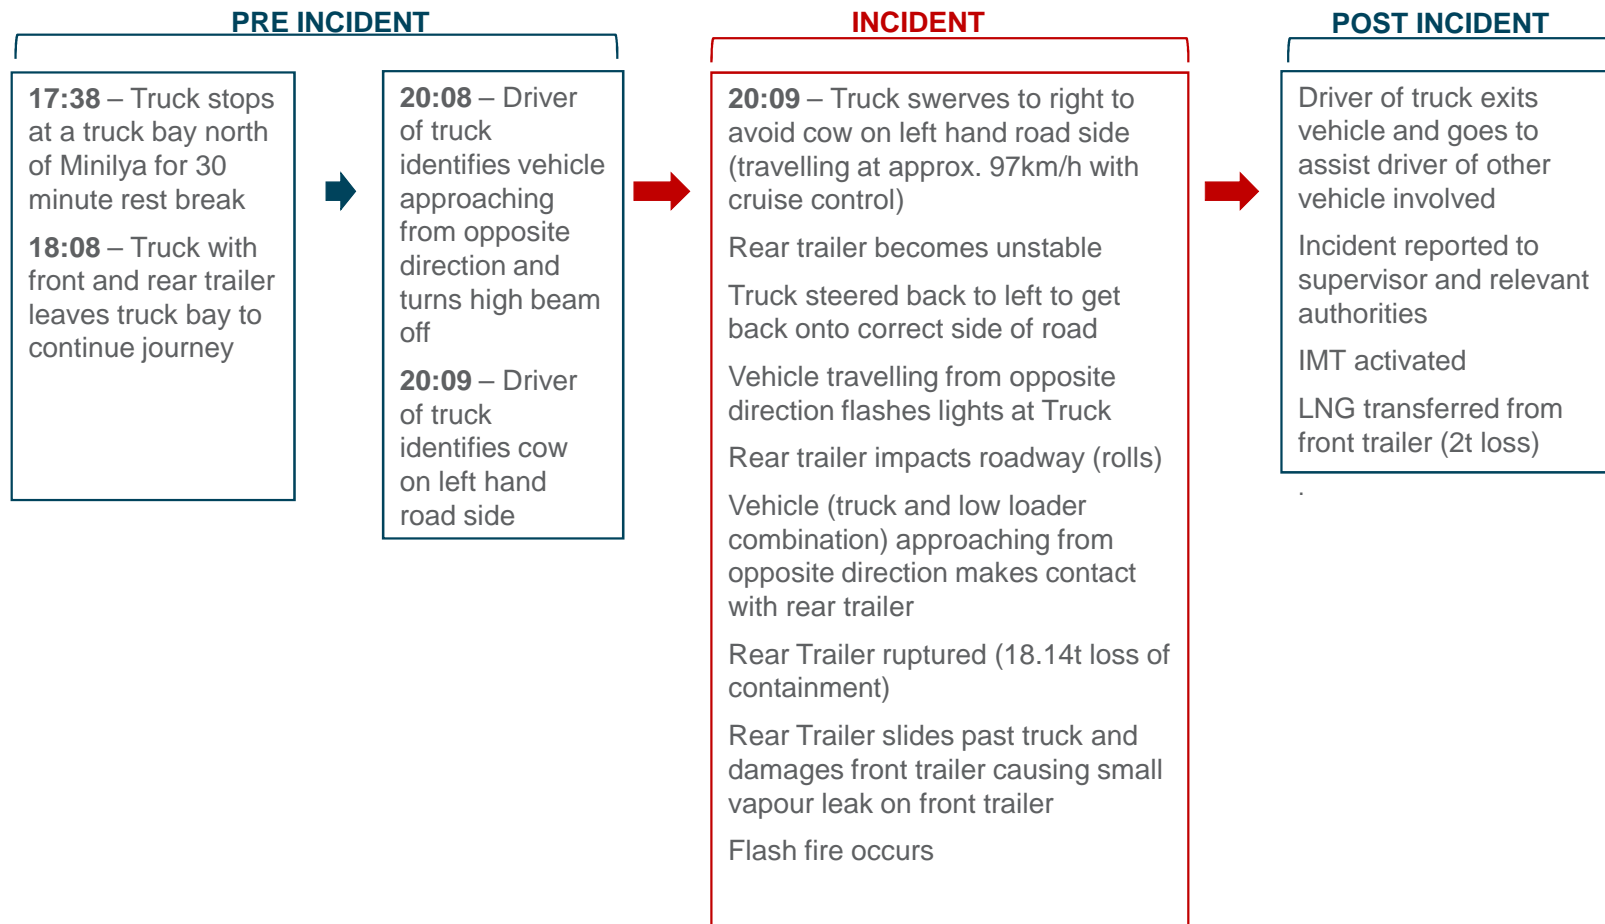 PRE INCIDENT
17:38 – Truck stops
at a truck bay north
of Minilya for 30
minute rest break
18:08 – Truck with
front and rear trailer
leaves truck bay to
continue journey
20:08 – Driver
of truck
identifies vehicle
approaching
from opposite
direction and
turns high beam
off
20:09 – Driver
of truck
identifies cow
on left hand
road side
INCIDENT
20:09 – Truck swerves to right to
avoid cow on left hand road side
(travelling at approx. 97km/h with
cruise control)
Rear trailer becomes unstable
Truck steered back to left to get
back onto correct side of road
Vehicle travelling from opposite
direction flashes lights at Truck
Rear trailer impacts roadway (rolls)
Vehicle (truck and low loader
combination) approaching from
opposite direction makes contact
with rear trailer
Rear Trailer ruptured (18.14t loss of
containment)
Rear Trailer slides past truck and
damages front trailer causing small
vapour leak on front trailer
Flash fire occurs
POST INCIDENT
Driver of truck exits
vehicle and goes to
assist driver of other
vehicle involved
Incident reported to
supervisor and relevant
authorities
IMT activated
LNG transferred from
front trailer (2t loss)
.